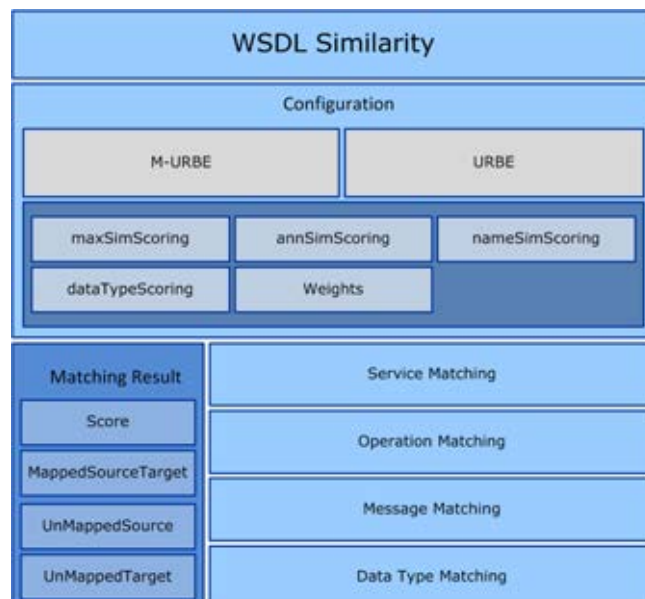 WSDL Similarity
Configuration
M-URBE
URBE
maxSimScoring
annSimScoring
nameSimScoring
dataTypeScoring
Weights
Matching Result
Score
MappedSourceTarget
UnMappedSource
UnMappedTarget
Service Matching
Operation Matching
Message Matching
Data Type Matching